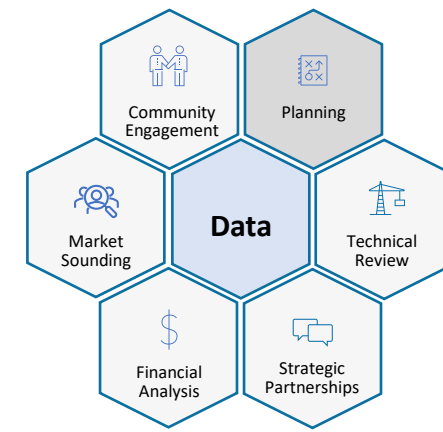 Community
Engagement
Planning
Market
Sounding
Data
Technical
Review
Financial
Analysis
Strategic
Partnerships